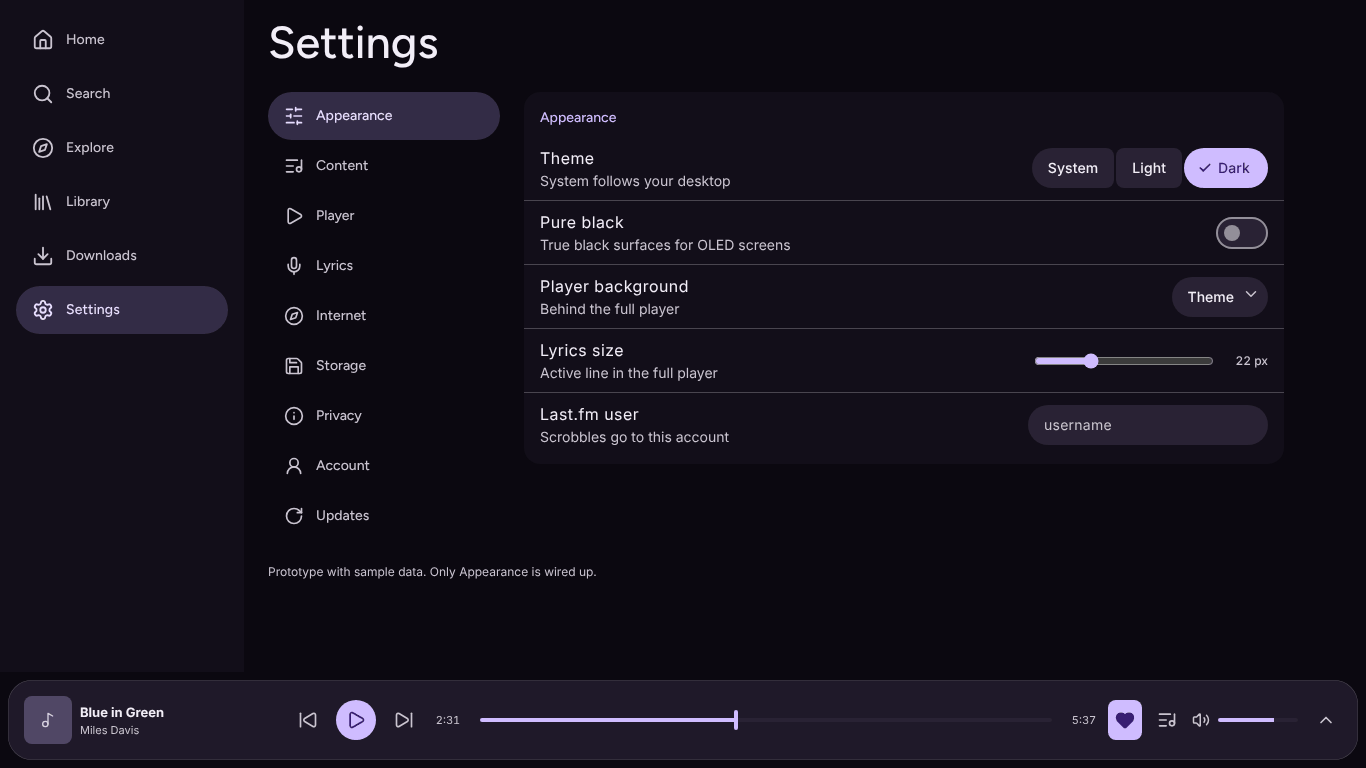 Home
Search
Explore
Library
Downloads
Settings
Settings
Appearance
Content
Player
Lyrics
Internet
Storage
Privacy
Account
Updates
Appearance
Theme
System follows your desktop
System
Light
Dark
Pure black
True black surfaces for OLED screens
Player background
Behind the full player
Theme
Lyrics size
Active line in the full player
22 px
Last.fm user
Scrobbles go to this account
username
Prototype with sample data. Only Appearance is wired up.
Blue in Green
Miles Davis
2:31
5:37